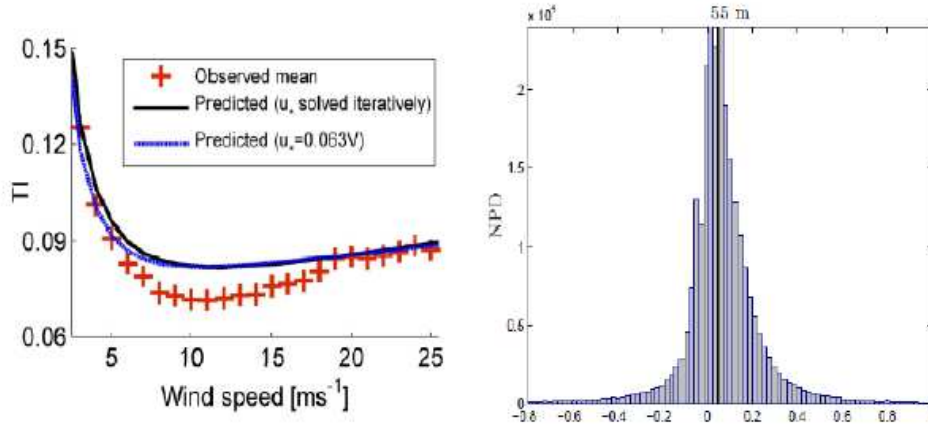 0.15
0.12
0.09
0.06
TI
Observed mean
Predicted (u* solved iteratively)
Predicted (u*=0.063V)
5
10
15
20
25
Wind speed [ms⁻¹]
55 m
x 10⁴
2
1.5
1
0.5
0
NPD
-0.8
-0.6
-0.4
-0.2
0
0.2
0.4
0.6
0.8